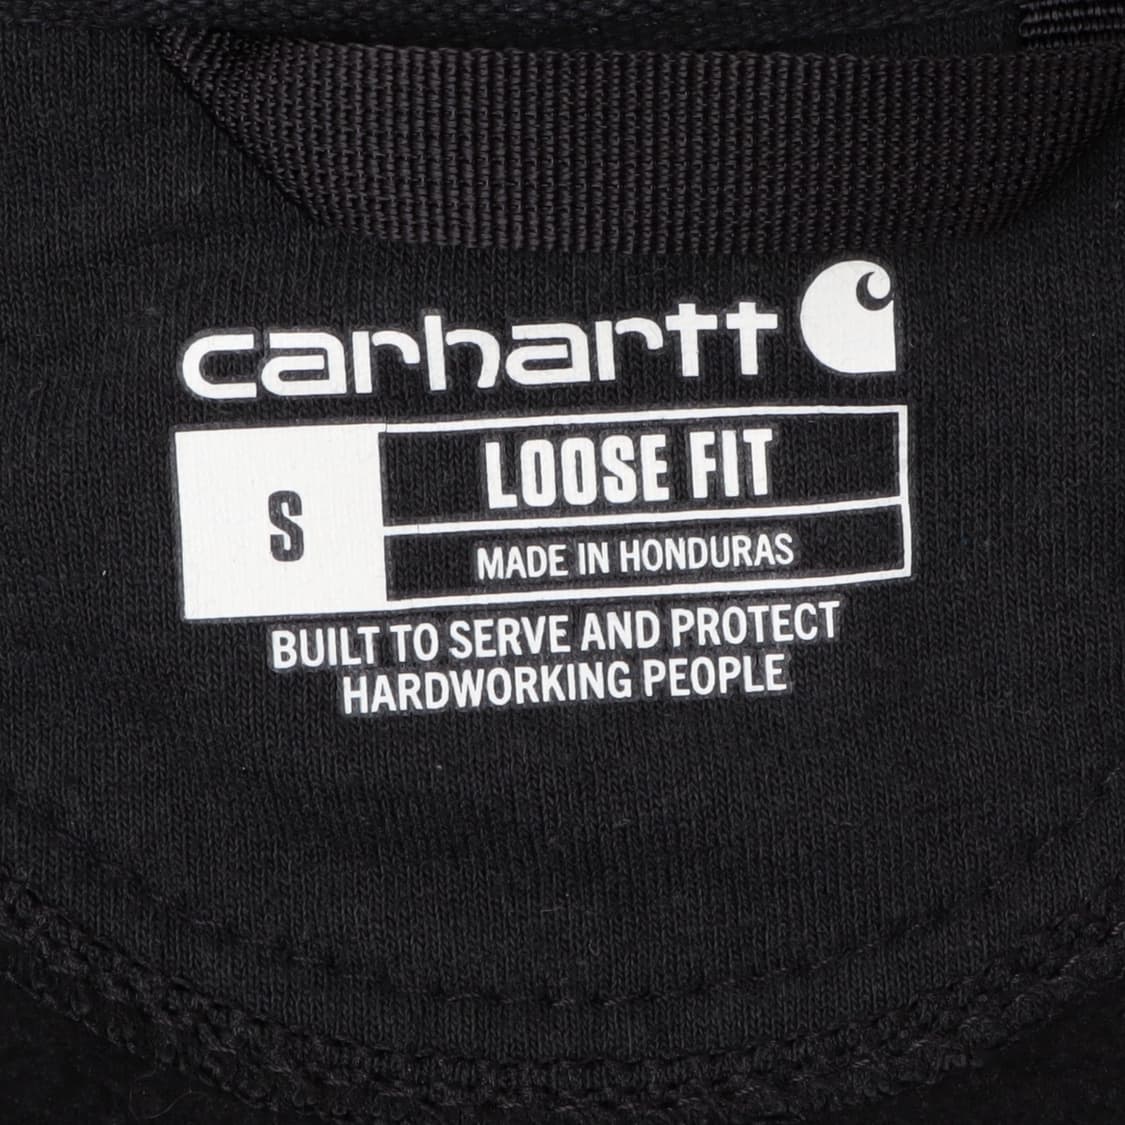 carhartt
S
LOOSE FIT
MADE IN HONDURAS
BUILT TO SERVE AND PROTECT
HARDWORKING PEOPLE